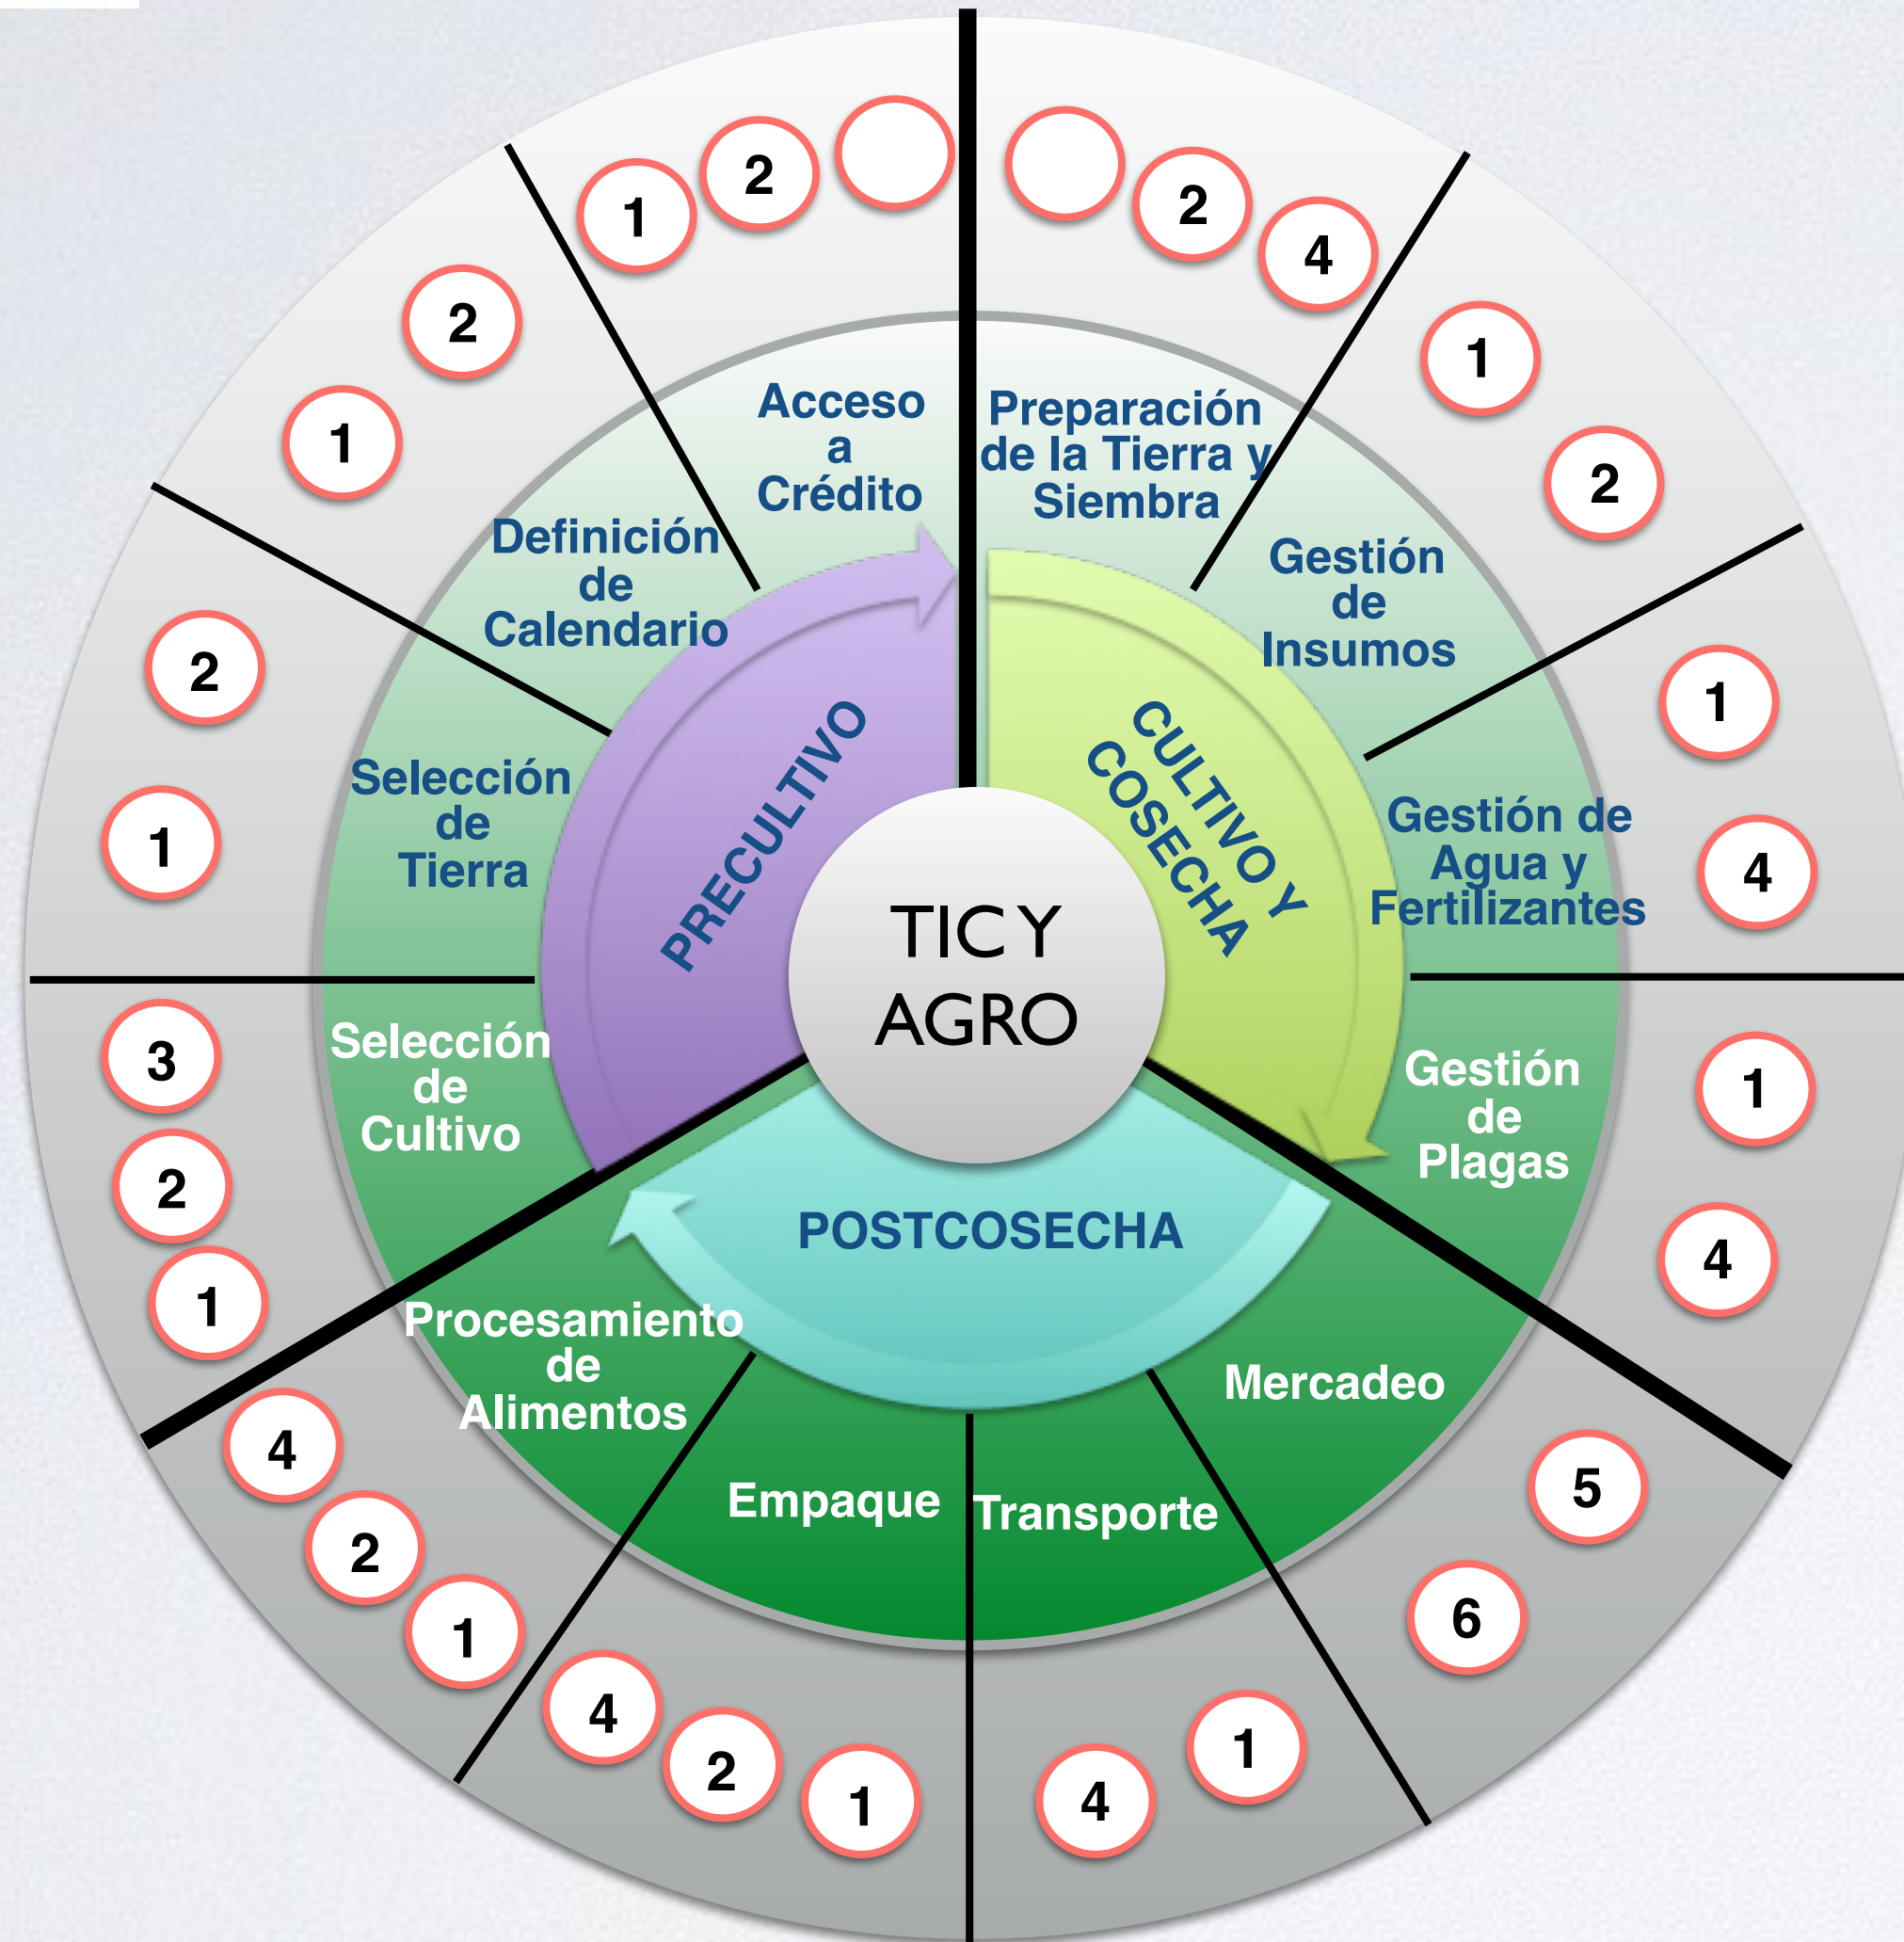 TIC Y
AGRO
PRECULTIVO
CULTIVO Y
COSECHA
POSTCOSECHA
Acceso
a
Crédito
1
2
Preparación
de la Tierra y
Siembra
2
4
Gestión
de
Insumos
1
2
Gestión de
Agua y
Fertilizantes
1
4
Gestión
de
Plagas
1
4
Mercadeo
5
6
Transporte
1
4
Empaque
4
2
1
Procesamiento
de
Alimentos
4
2
1
Selección
de
Cultivo
3
2
1
Selección
de
Tierra
2
1
Definición
de
Calendario
2
1